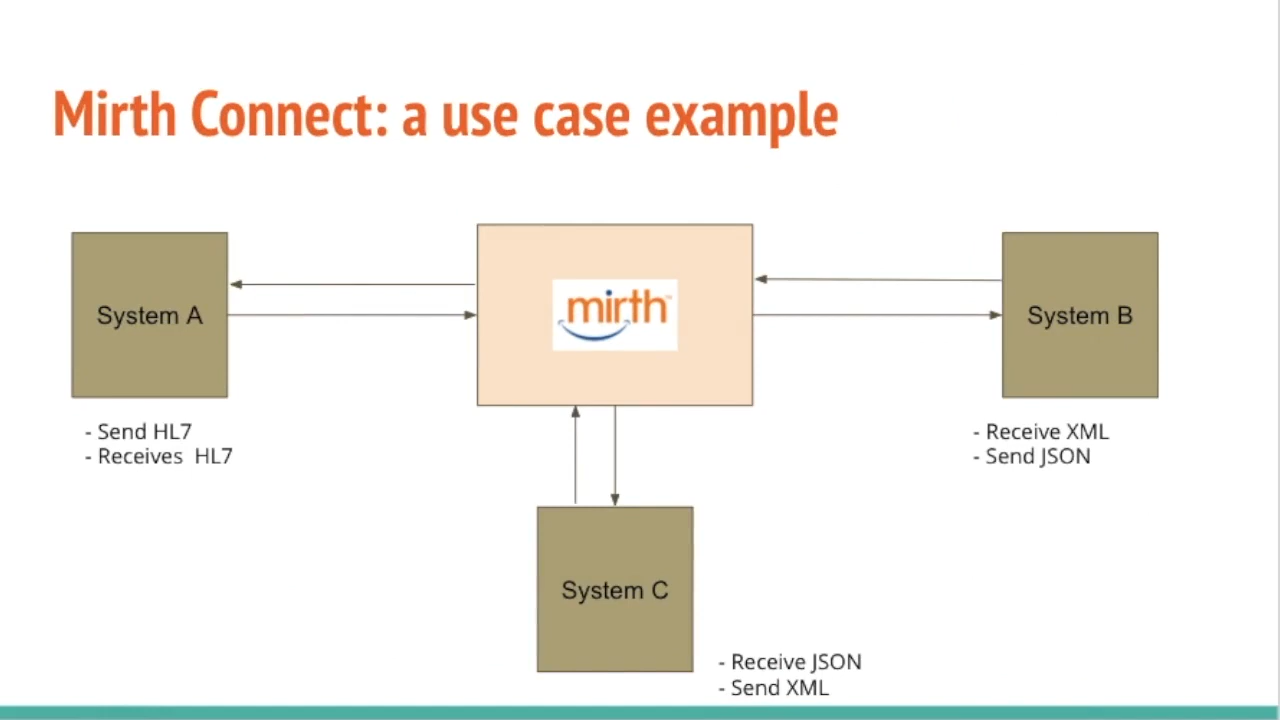 Mirth Connect: a use case example
System A
mirth™
System B
- Send HL7
- Receives  HL7
- Receive XML
- Send JSON
System C
- Receive JSON
- Send XML